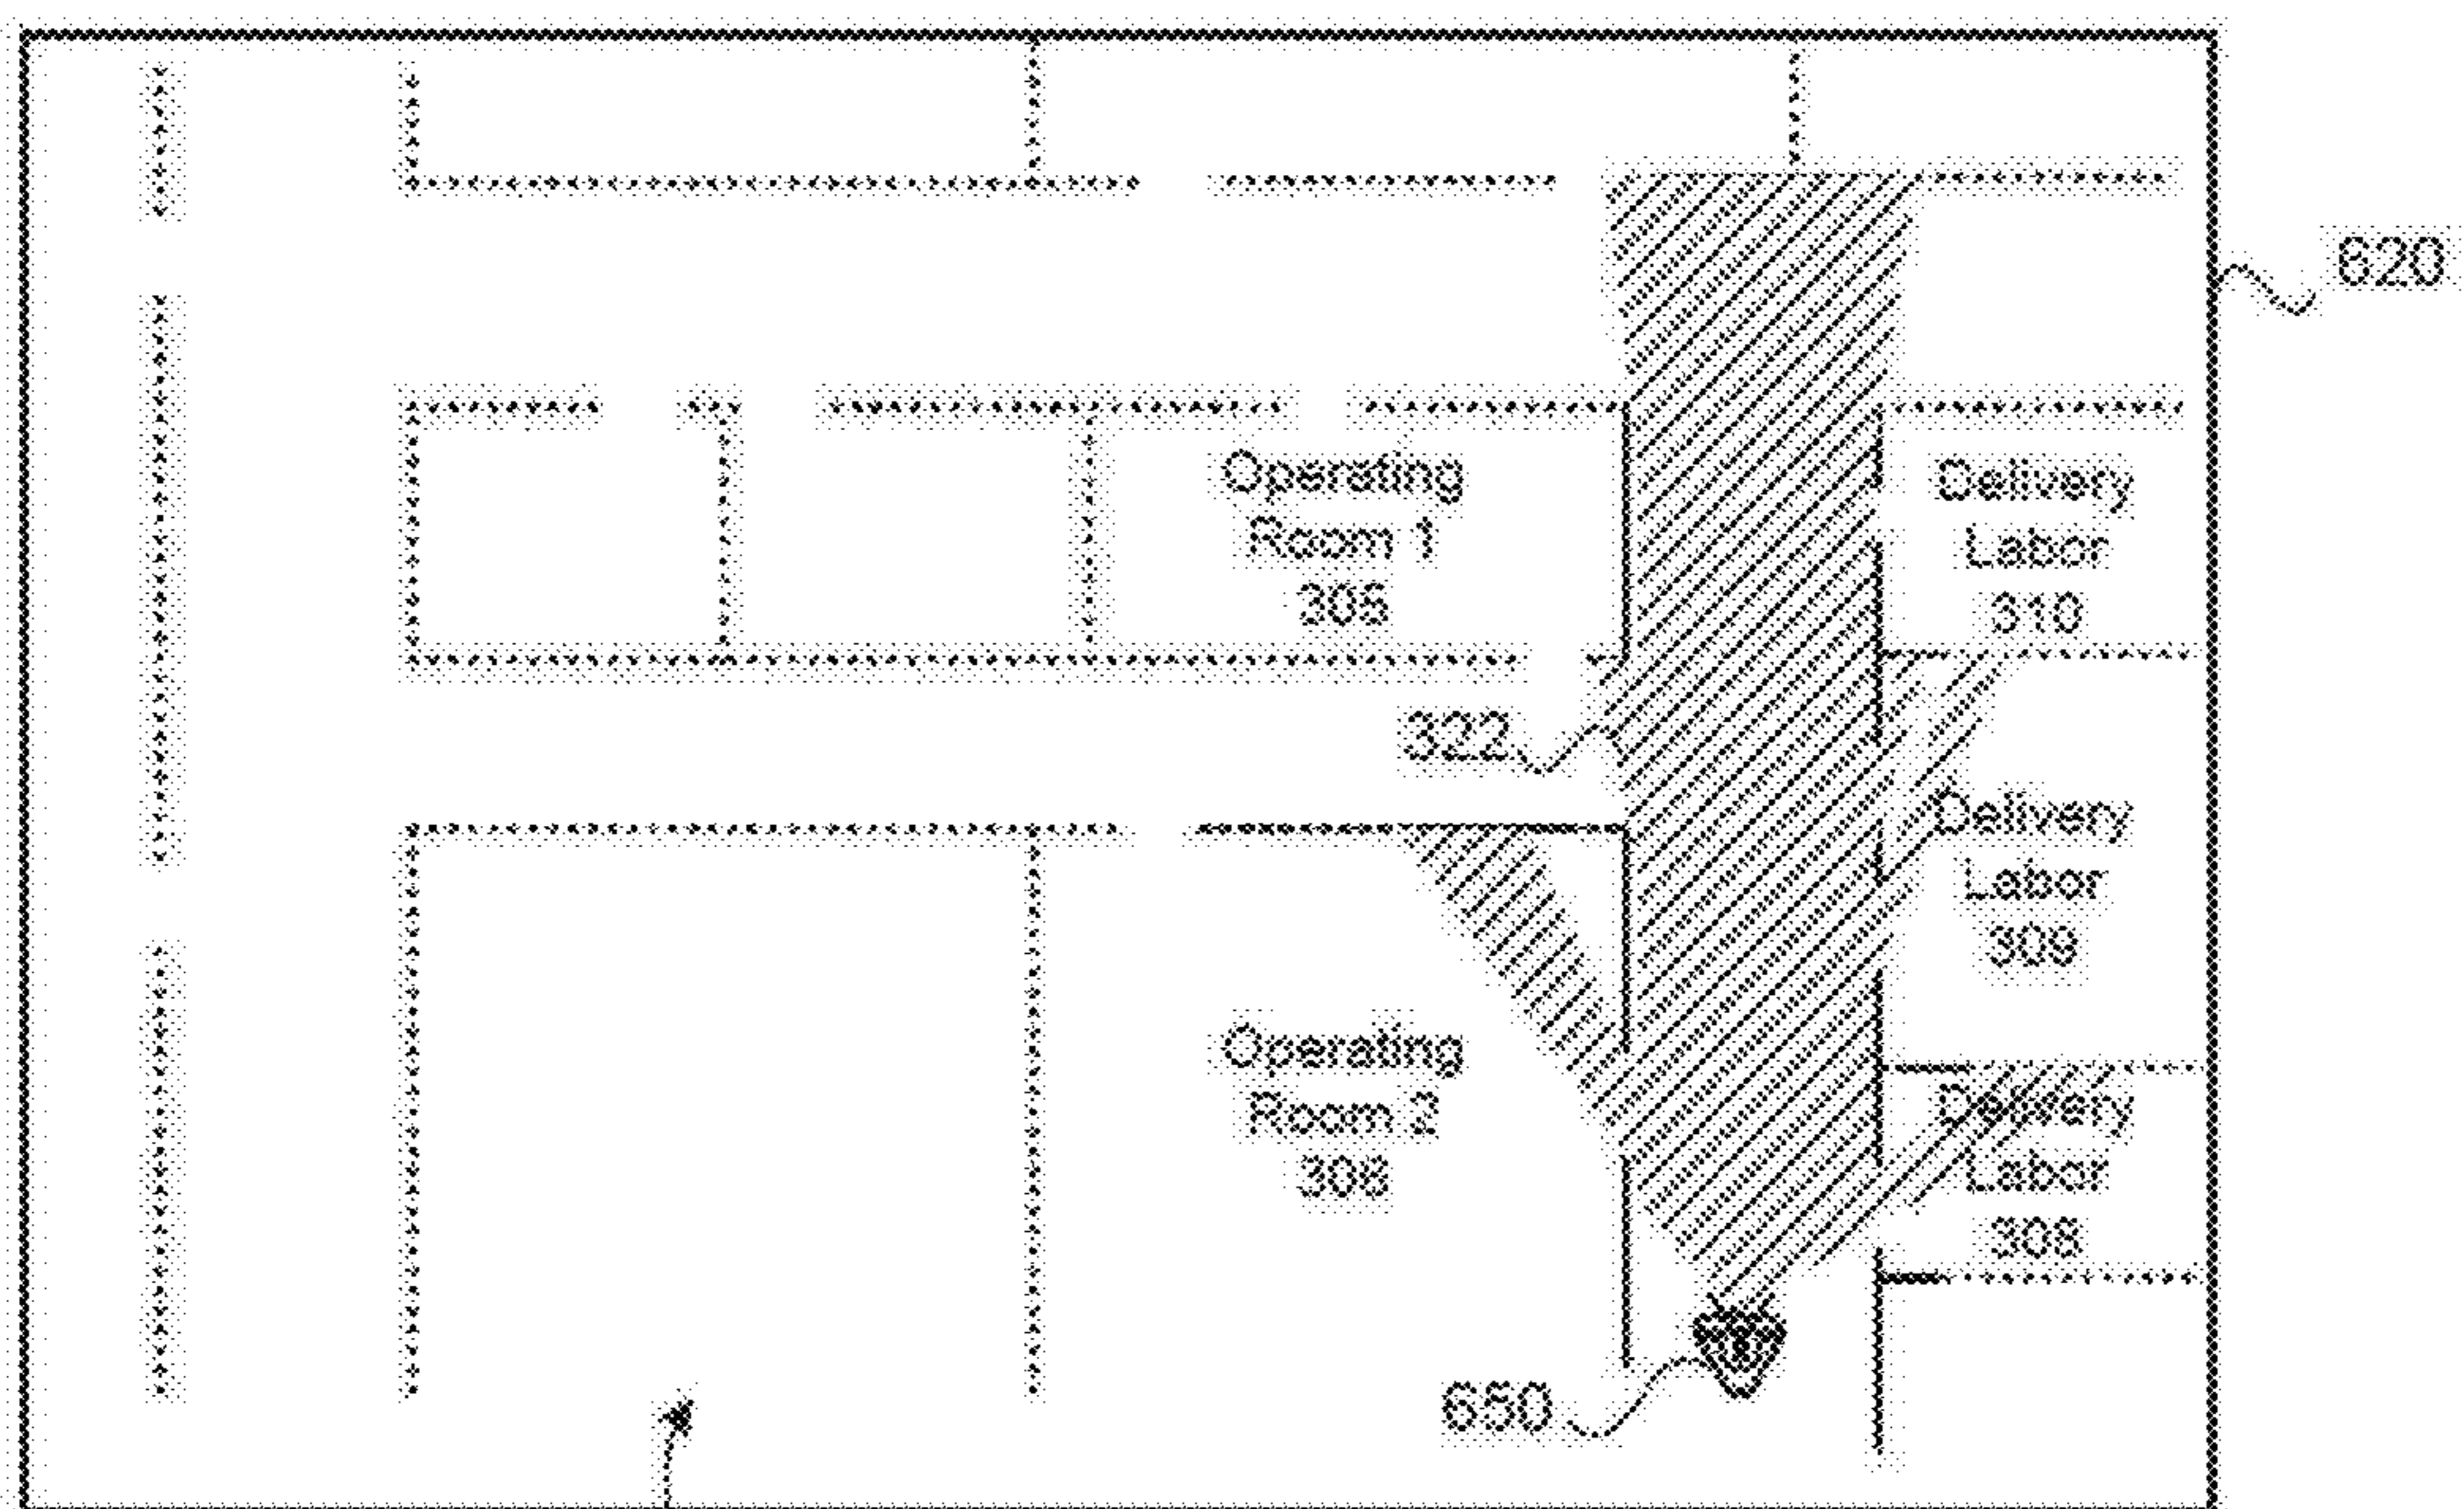 620
Operating
Room 1
305
Delivery
Labor
310
322
Delivery
Labor
309
Operating
Room 2
306
Delivery
Labor
308
650